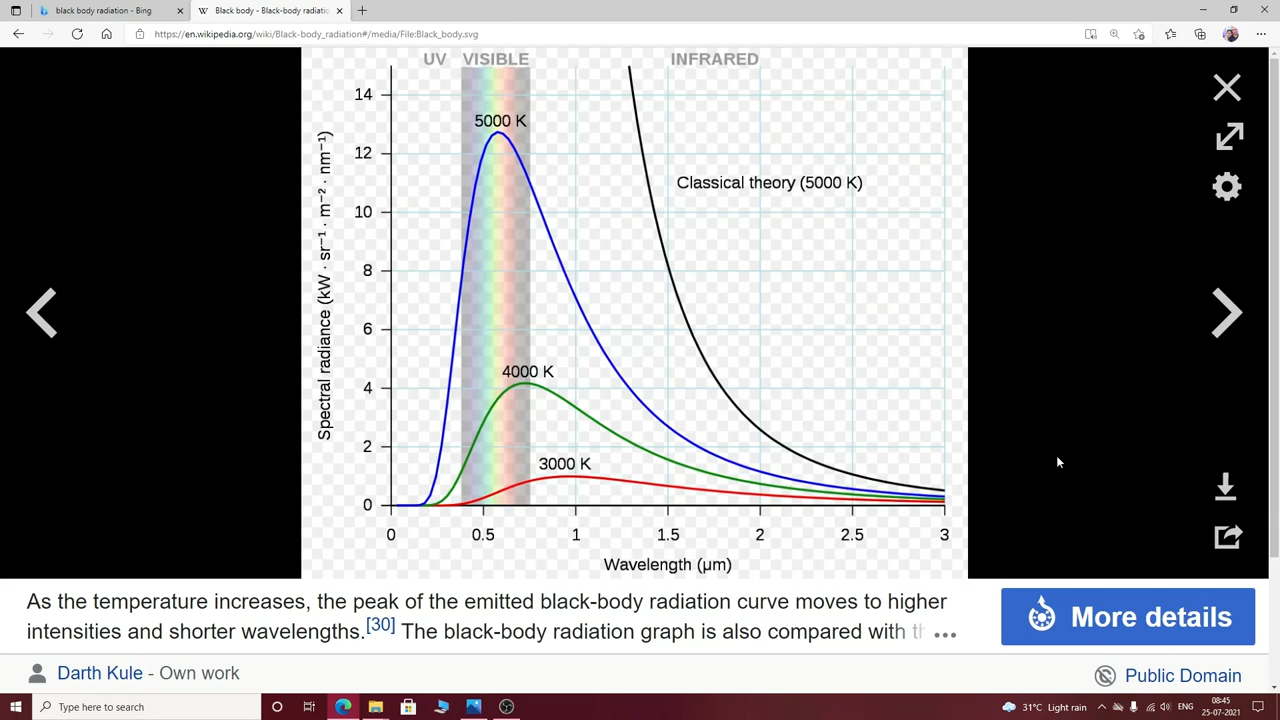 black body radiation - Bing
Black body - Black-body radiatio
https://en.wikipedia.org/wiki/Black-body_radiation#/media/File:Black_body.svg
UV VISIBLE INFRARED
14
12
10
8
6
4
2
0
Spectral radiance (kW · sr⁻¹ · m⁻² · nm⁻¹)
5000 K
Classical theory (5000 K)
4000 K
3000 K
0 0.5 1 1.5 2 2.5 3
Wavelength (μm)
As the temperature increases, the peak of the emitted black-body radiation curve moves to higher
intensities and shorter wavelengths.[30] The black-body radiation graph is also compared with
More details
Darth Kule - Own work
Public Domain
Type here to search
31°C Light rain
ENG
08:45
25-07-2021